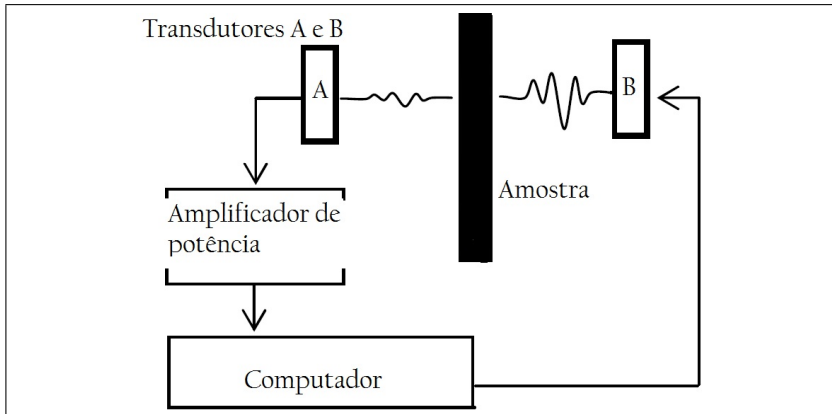 Transdutores A e B
A
B
Amostra
Amplificador de
potência
Computador